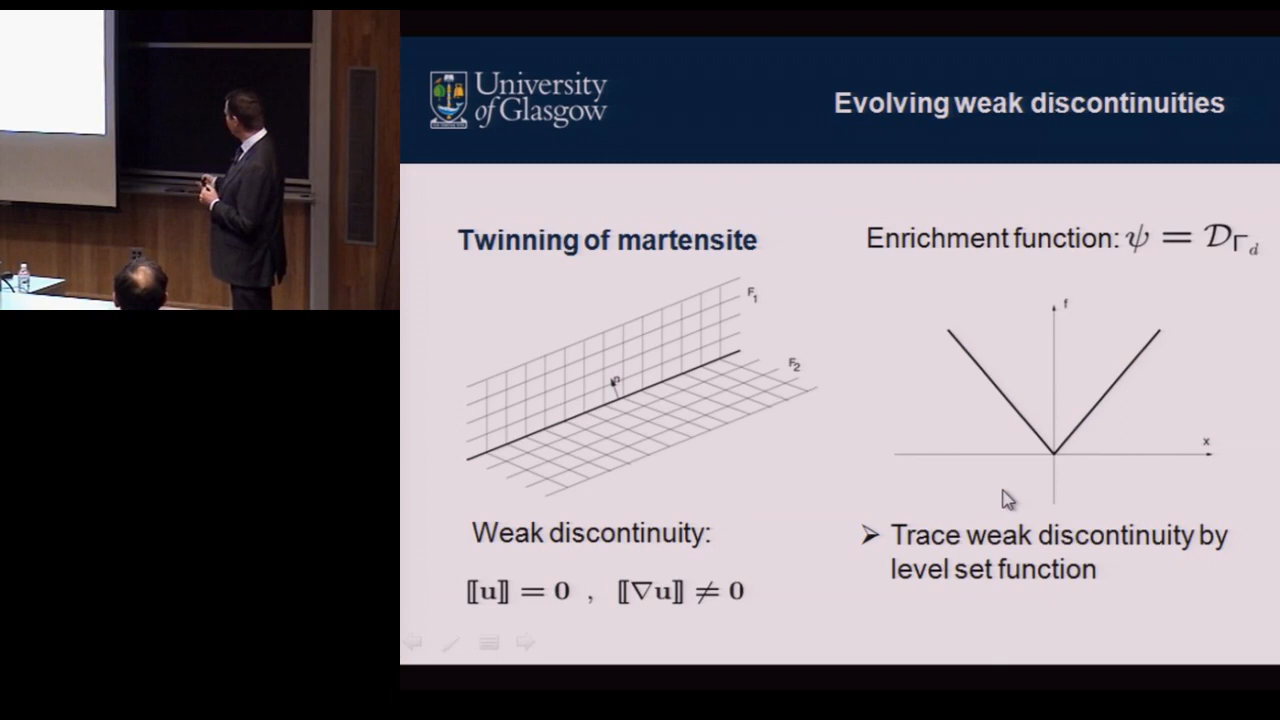 University
of Glasgow
Evolving weak discontinuities
Twinning of martensite
F₁
F₂
n
Weak discontinuity:
⟦u⟧ = 0 , ⟦∇u⟧ ≠ 0
Enrichment function: ψ = 𝒟_Γ_d
f
x
➢ Trace weak discontinuity by
level set function